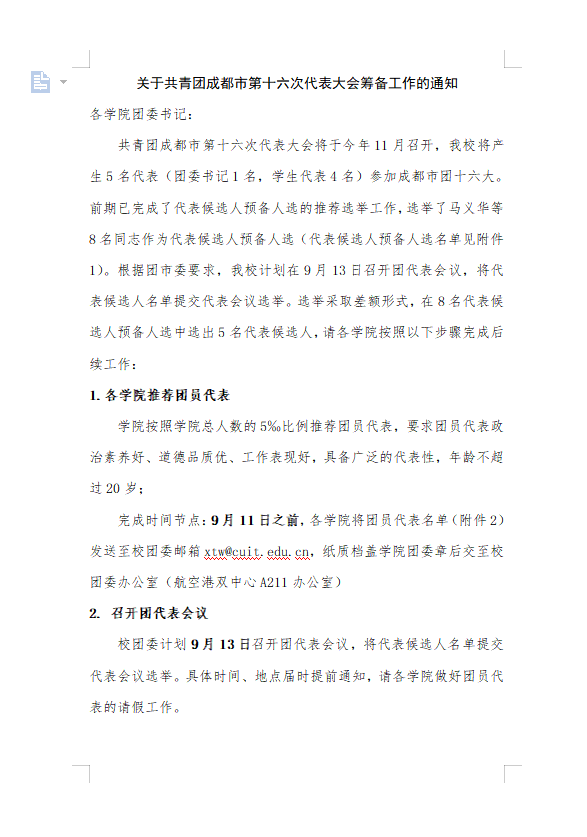 关于共青团成都市第十六次代表大会筹备工作的通知
各学院团委书记：
共青团成都市第十六次代表大会将于今年 11 月召开，我校将产
生 5 名代表（团委书记 1 名，学生代表 4 名）参加成都市团十六大。
前期已完成了代表候选人预备人选的推荐选举工作，选举了马义华等
8 名同志作为代表候选人预备人选（代表候选人预备人选名单见附件
1）。根据团市委要求，我校计划在 9 月 13 日召开团代表会议，将代
表候选人名单提交代表会议选举。选举采取差额形式，在 8 名代表候
选人预备人选中选出 5 名代表候选人，请各学院按照以下步骤完成后
续工作：
1. 各学院推荐团员代表
学院按照学院总人数的 5‰比例推荐团员代表，要求团员代表政
治素养好、道德品质优、工作表现好，具备广泛的代表性，年龄不超
过 20 岁；
完成时间节点：9 月 11 日之前，各学院将团员代表名单（附件 2）
发送至校团委邮箱 xtw@cuit.edu.cn，纸质档盖学院团委章后交至校
团委办公室（航空港双中心 A211 办公室）
2. 召开团代表会议
校团委计划 9 月 13 日召开团代表会议，将代表候选人名单提交
代表会议选举。具体时间、地点届时提前通知，请各学院做好团员代
表的请假工作。